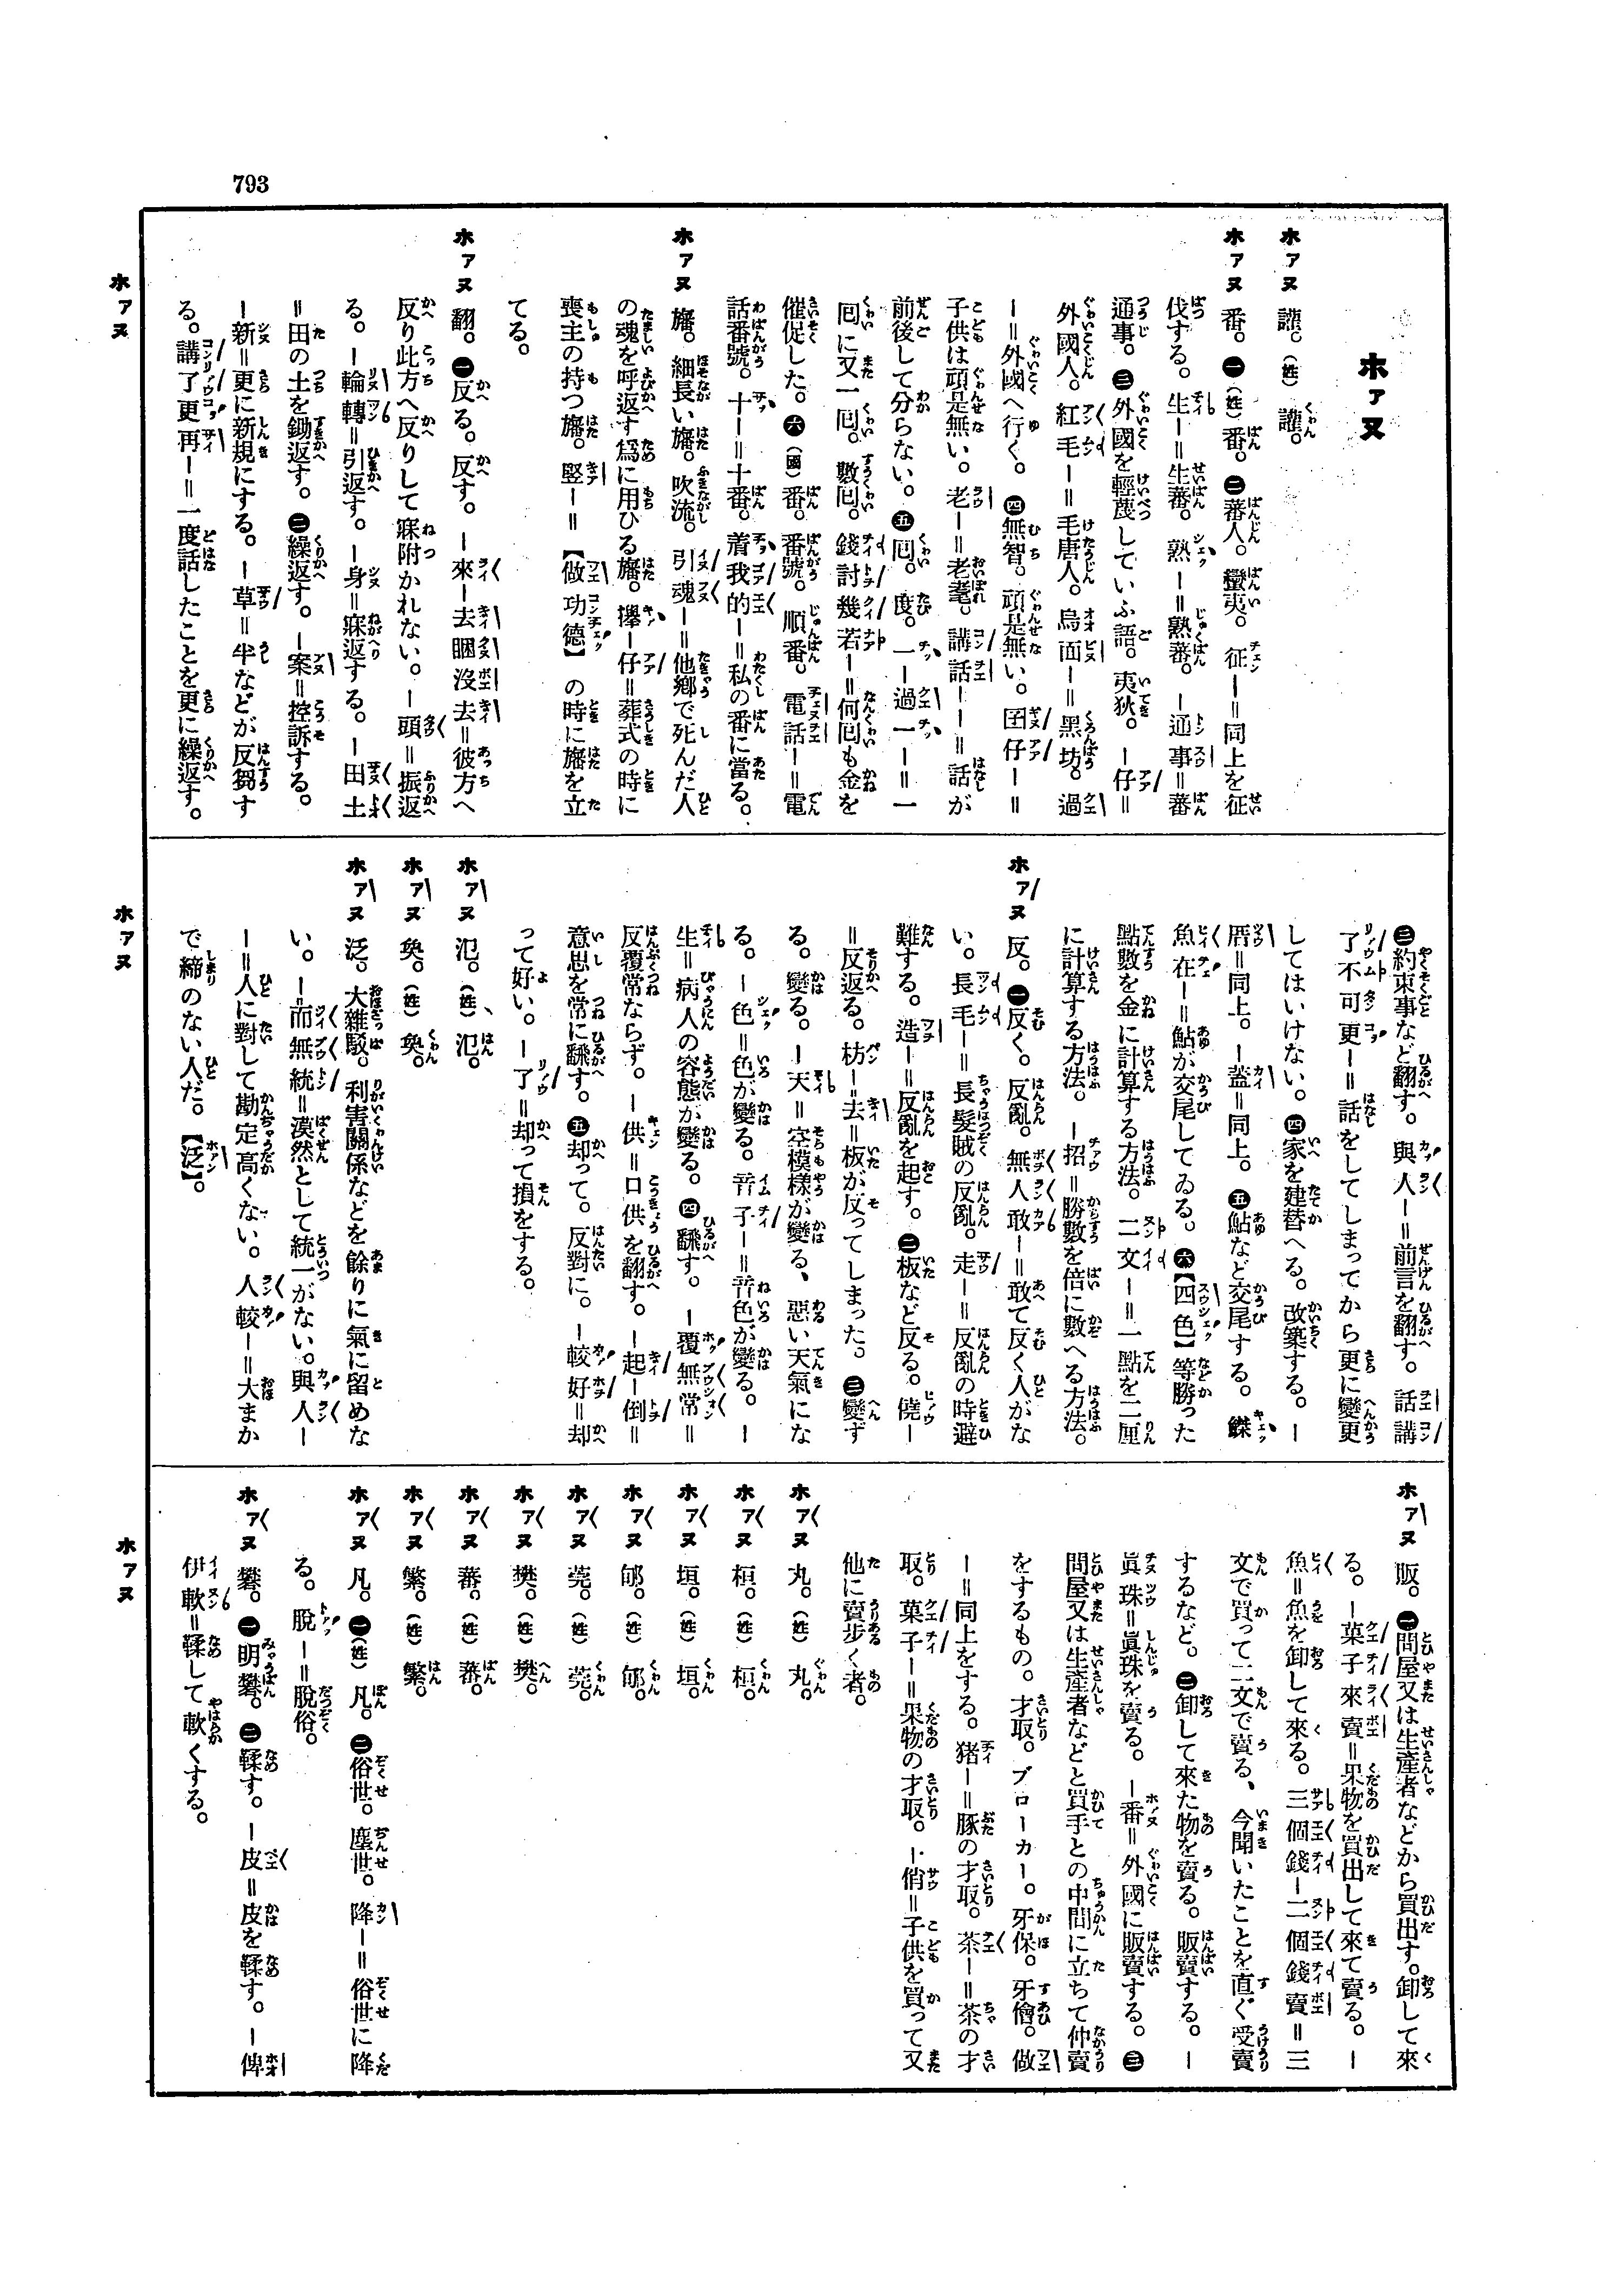 793
ホァヌ
ホァヌ 讙。(姓) 讙。
ホァヌ 番。㊀(姓)番。㊁蕃人。蠻夷。征ー=同上を征
伐する。生ー=生蕃。熟ー=熟蕃。ー通事=蕃
通事。㊂外國を輕蔑していふ語。夷狄。ー仔=
外國人。紅毛ー=毛唐人。烏面ー=黑坊。過
ー=外國へ行く。㊃無智。頑是無い。囝仔ー=
子供は頑是無い。老ー=老耄。講話ーー=話が
前後して分らない。㊄囘。度。一ー過一ー=一
囘に又一囘。數囘。錢討幾若ー=何囘も金を
催促した。㊅(國)番。番號。順番。電話ー=電
話番號。十ー=十番。着我的ー=私の番に當る。
ホァヌ 旛。細長い旛。吹流。引魂ー=他鄕で死んだ人
の魂を呼返す爲に用ひる旛。擧ー仔=葬式の時に
喪主の持つ旛。竪ー=【做功德】の時に旛を立
てる。
ホァヌ 翻。㊀反る。反す。ー來ー去睏沒去=彼方へ
反り此方へ反りして寐附かれない。ー頭=振返
る。ー輪轉=引返す。ー身=寐返する。ー田土
=田の土を鋤返す。㊁繰返す。ー案=控訴する。
ー新=更に新規にする。ー草=牛などが反芻す
る。講了更再ー=一度話したことを更に繰返す。
㊂約束事など翻す。與人ー=前言を翻す。話講
了不可更ー=話をしてしまってから更に變更
してはいけない。㊃家を建替へる。改築する。ー
厝=同上。ー蓋=同上。㊄鮎など交尾する。鰈
魚在ー=鮎が交尾してゐる。㊅【四色】等勝った
點數を金に計算する方法。二文ー=一點を二厘
に計算する方法。ー招=勝數を倍に數へる方法。
ホァヌ 反。㊀反く。反亂。無人敢ー=敢て反く人がな
い。長毛ー=長髮賊の反亂。走ー=反亂の時避
難する。造ー=反亂を起す。㊁板など反る。僥ー
=反返る。枋ー去=板が反ってしまった。㊂變ず
る。變る。ー天=空模樣が變る、惡い天氣にな
る。ー色=色が變る。音子ー=音色が變る。ー
生=病人の容態が變る。㊃飜す。ー覆無常=
反覆常ならず。ー供=口供を翻す。ー起ー倒=
意思を常に飜す。㊄却って。反對に。ー較好=却
って好い。ー了=却って損をする。
ホァヌ 氾。(姓)氾。
ホァヌ 奐。(姓)奐。
ホァヌ 泛。大雜駁。利害關係などを餘りに氣に留めな
い。ー而無統=漠然として統一がない。與人ー
ー=人に對して勘定高くない。人較ー=大まか
で締のない人だ。【泛】。
ホァヌ 販。㊀問屋又は生產者などから買出す。卸して來
る。ー菓子來賣=果物を買出して來て賣る。ー
魚=魚を卸して來る。三個錢ー二個錢賣=三
文で買って二文で賣る、今聞いたことを直ぐ受賣
するなど。㊁卸して來た物を賣る。販賣する。ー
眞珠=眞珠を賣る。ー番=外國に販賣する。㊂
問屋又は生產者などと買手との中間に立ちて仲賣
をするもの。才取。ブローカー。牙保。牙儈。做
ー=同上をする。猪ー=豚の才取。茶ー=茶の才
取。菓子ー=果物の才取。ー俏=子供を買って又
他に賣步く者。
ホァヌ 丸。(姓)丸。
ホァヌ 桓。(姓)桓。
ホァヌ 垣。(姓)垣。
ホァヌ 郇。(姓)郇。
ホァヌ 莞。(姓)莞。
ホァヌ 樊。(姓)樊。
ホァヌ 蕃。(姓)蕃。
ホァヌ 繁。(姓)繁。
ホァヌ 凡。㊀(姓)凡。㊁俗世。塵世。降ー=俗世に降
る。脫ー=脫俗。
ホァヌ 礬。㊀明礬。㊁鞣す。ー皮=皮を鞣す。ー俾
伊軟=鞣して軟くする。
ホァヌ
ホァヌ
ホァヌ